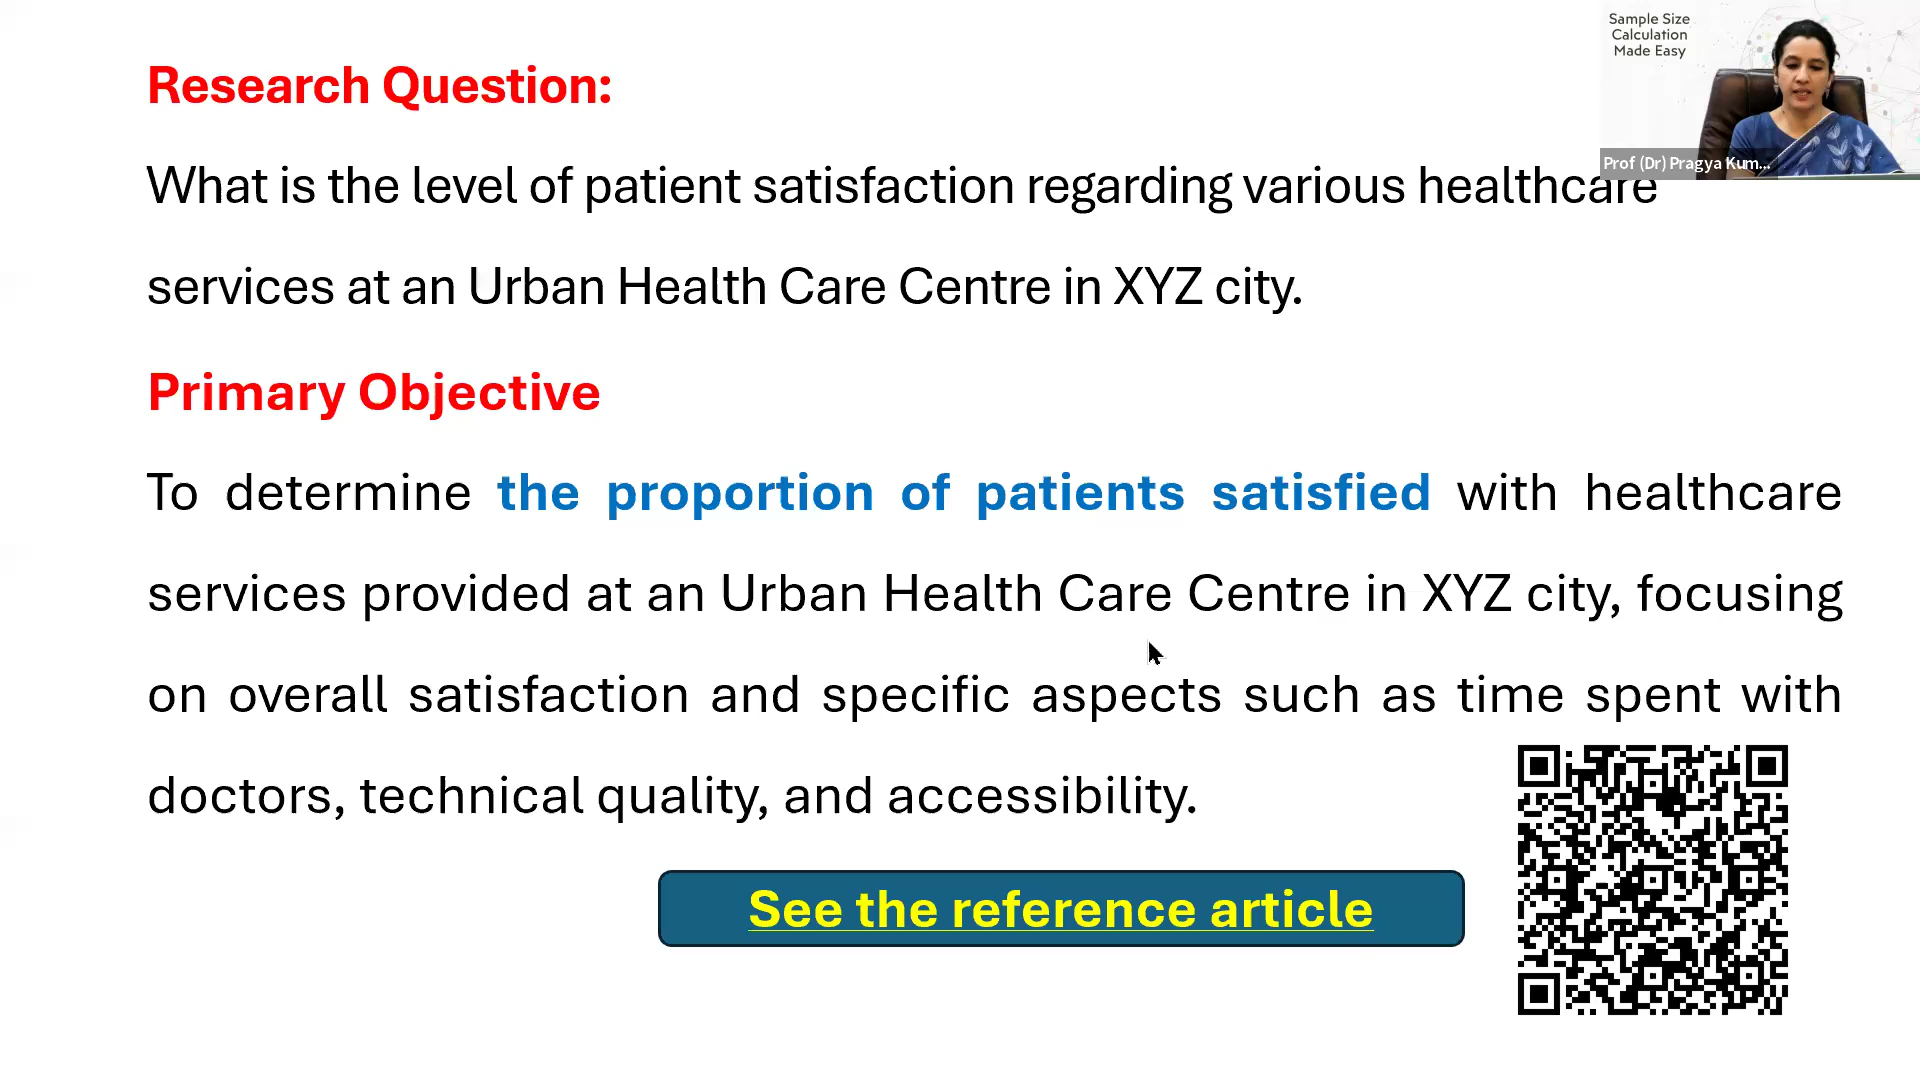 Sample Size
Calculation
Made Easy
Prof (Dr) Pragya Kum...
Research Question:
What is the level of patient satisfaction regarding various healthcare
services at an Urban Health Care Centre in XYZ city.
Primary Objective
To determine the proportion of patients satisfied with healthcare
services provided at an Urban Health Care Centre in XYZ city, focusing
on overall satisfaction and specific aspects such as time spent with
doctors, technical quality, and accessibility.
See the reference article